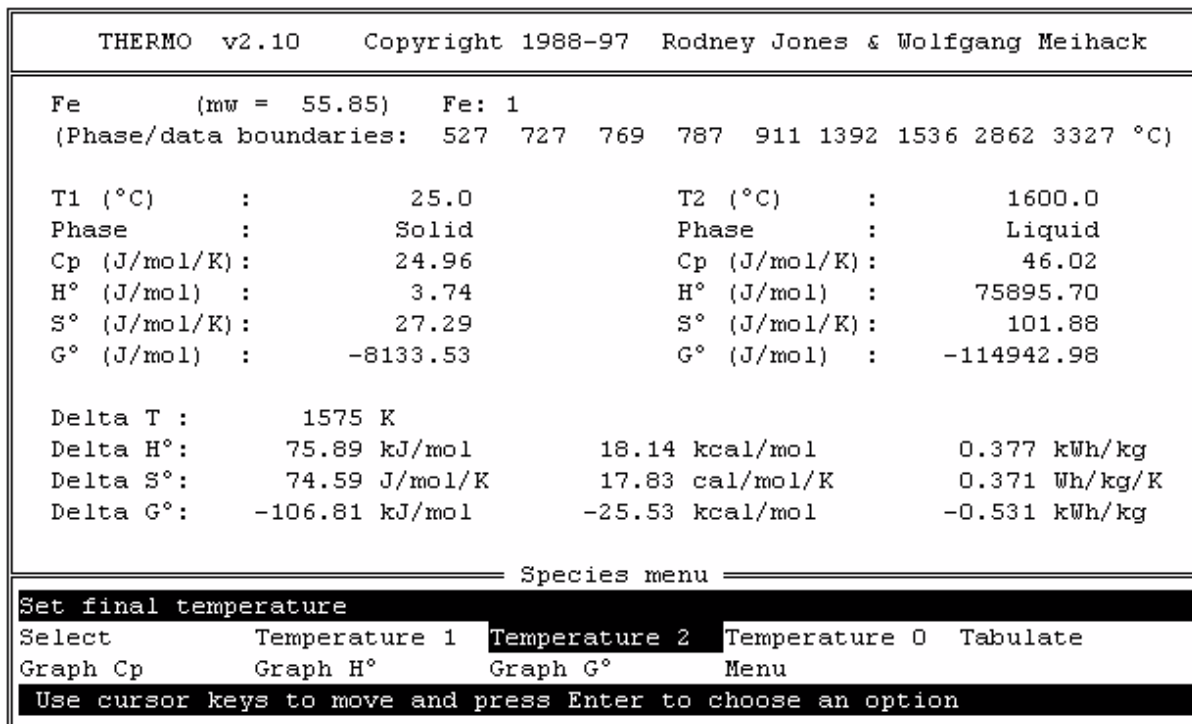 THERMO v2.10 Copyright 1988-97 Rodney Jones & Wolfgang Meihack
Fe (mw = 55.85) Fe: 1
(Phase/data boundaries: 527 727 769 787 911 1392 1536 2862 3327 °C)
T1 (°C) : 25.0 T2 (°C) : 1600.0
Phase : Solid Phase : Liquid
Cp (J/mol/K): 24.96 Cp (J/mol/K): 46.02
H° (J/mol) : 3.74 H° (J/mol) : 75895.70
S° (J/mol/K): 27.29 S° (J/mol/K): 101.88
G° (J/mol) : -8133.53 G° (J/mol) : -114942.98
Delta T : 1575 K
Delta H°: 75.89 kJ/mol 18.14 kcal/mol 0.377 kWh/kg
Delta S°: 74.59 J/mol/K 17.83 cal/mol/K 0.371 Wh/kg/K
Delta G°: -106.81 kJ/mol -25.53 kcal/mol -0.531 kWh/kg
Species menu
Set final temperature
Select Temperature 1 Temperature 2 Temperature 0 Tabulate
Graph Cp Graph H° Graph G° Menu
Use cursor keys to move and press Enter to choose an option